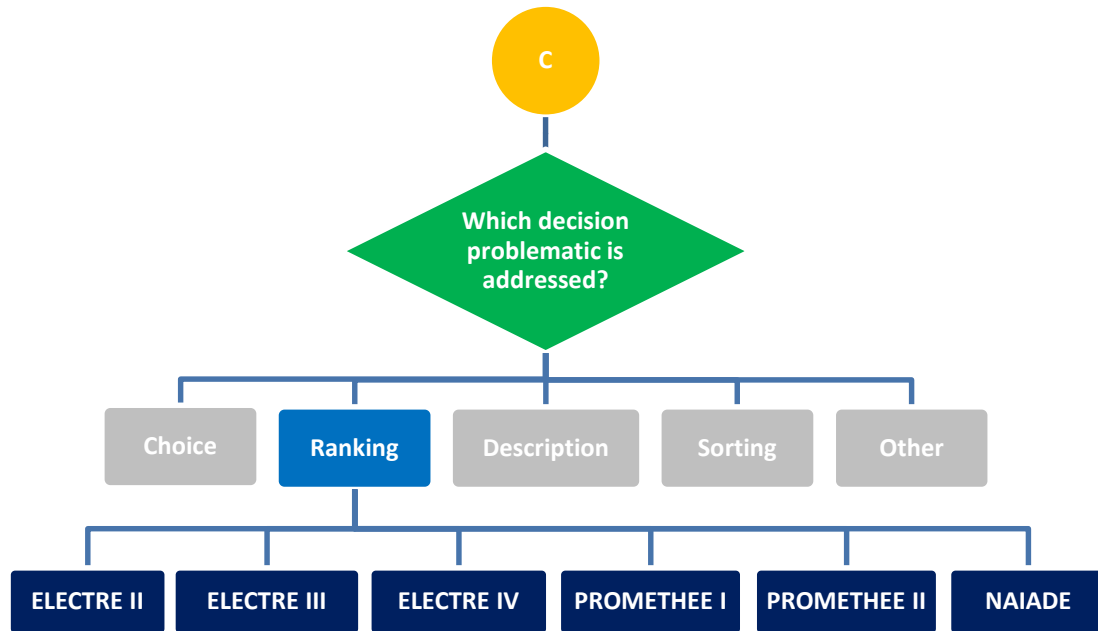 C
Which decision
problematic is
addressed?
Choice
Ranking
Description
Sorting
Other
ELECTRE II
ELECTRE III
ELECTRE IV
PROMETHEE I
PROMETHEE II
NAIADE